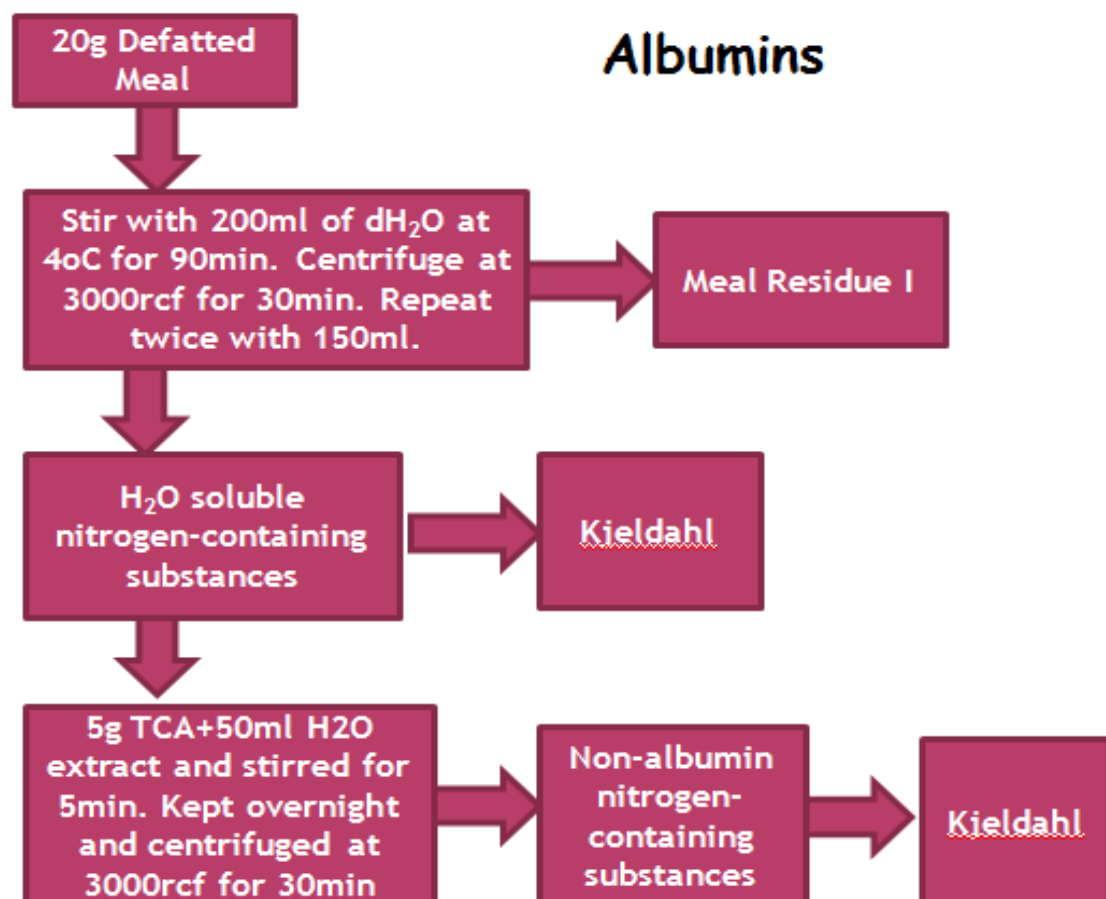 20g Defatted
Meal
Albumins
Stir with 200ml of dH₂O at
4oC for 90min. Centrifuge at
3000rcf for 30min. Repeat
twice with 150ml.
Meal Residue I
H₂O soluble
nitrogen-containing
substances
Kjeldahl
5g TCA+50ml H2O
extract and stirred for
5min. Kept overnight
and centrifuged at
3000rcf for 30min
Non-albumin
nitrogen-
containing
substances
Kjeldahl